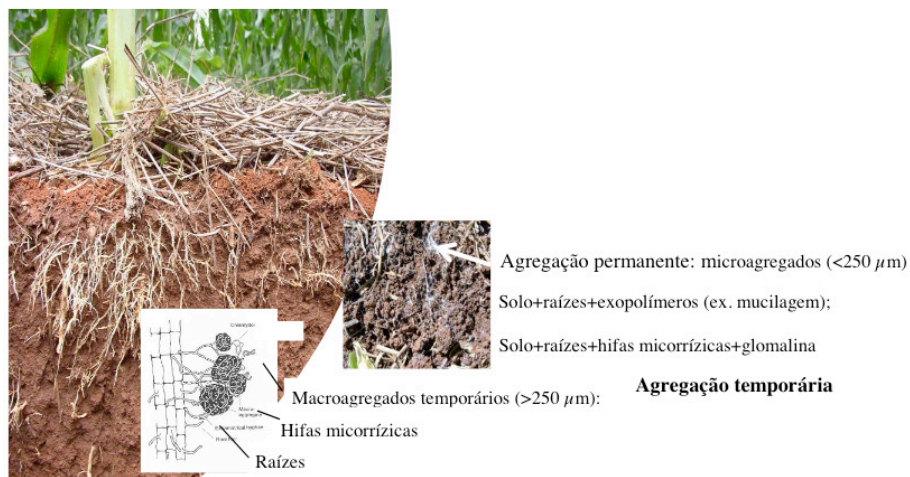 Agregação permanente: microagregados (<250 µm)
Solo+raízes+exopolímeros (ex. mucilagem);
Solo+raízes+hifas micorrízicas+glomalina
Agregação temporária
Macroagregados temporários (>250 µm):
Hifas micorrízicas
Raízes